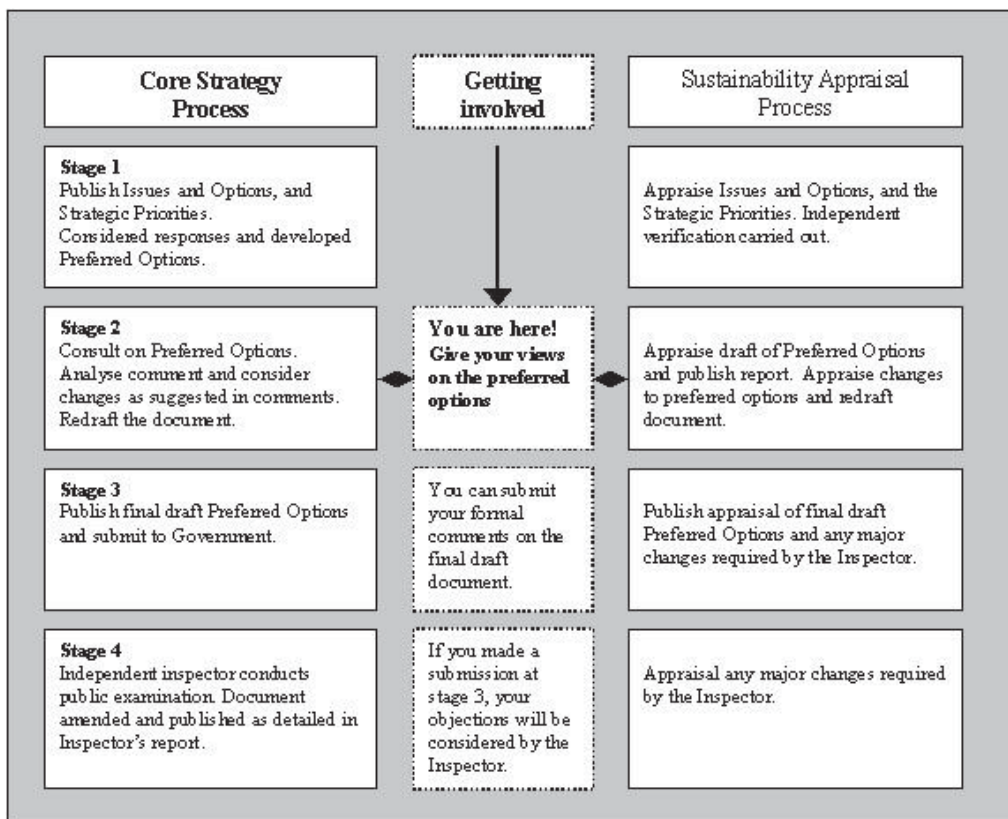 Core Strategy
Process
Getting
involved
Sustainability Appraisal
Process
Stage 1
Publish Issues and Options, and
Strategic Priorities.
Considered responses and developed
Preferred Options.
Appraise Issues and Options, and the
Strategic Priorities. Independent
verification carried out.
Stage 2
Consult on Preferred Options.
Analyse comment and consider
changes as suggested in comments.
Redraft the document.
You are here!
Give your views
on the preferred
options
Appraise draft of Preferred Options
and publish report. Appraise changes
to preferred options and redraft
document.
Stage 3
Publish final draft Preferred Options
and submit to Government.
You can submit
your formal
comments on the
final draft
document.
Publish appraisal of final draft
Preferred Options and any major
changes required by the Inspector.
Stage 4
Independent inspector conducts
public examination. Document
amended and published as detailed in
Inspector's report.
If you made a
submission at
stage 3, your
objections will be
considered by the
Inspector.
Appraisal any major changes required
by the Inspector.